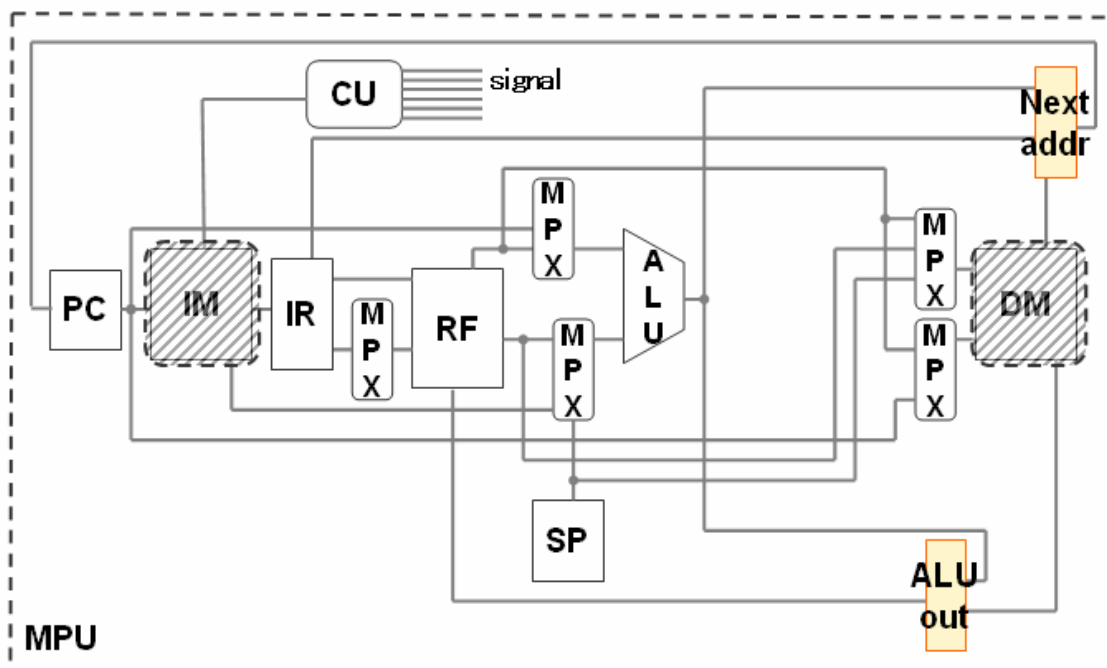 CU
signal
Next
addr
M
P
X
M
P
X
PC
IM
IR
M
P
X
RF
M
P
X
A
L
U
DM
M
P
X
SP
ALU
out
MPU